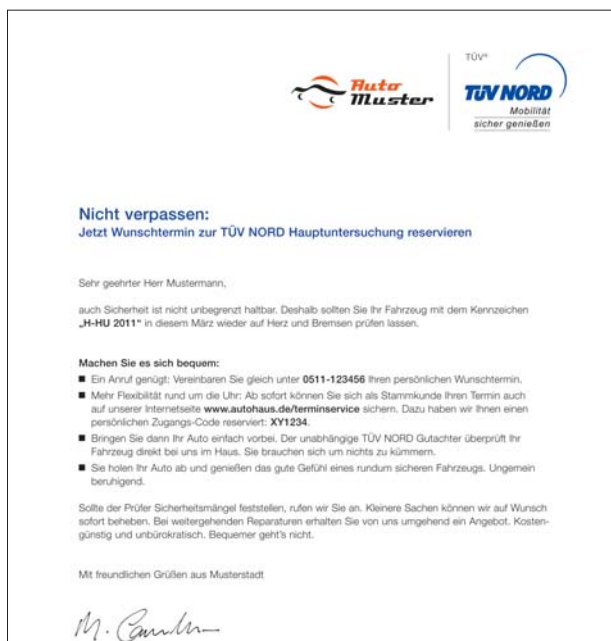 Auto
Muster
TÜV®
TÜV NORD
Mobilität
sicher genießen
Nicht verpassen:
Jetzt Wunschtermin zur TÜV NORD Hauptuntersuchung reservieren
Sehr geehrter Herr Mustermann,
auch Sicherheit ist nicht unbegrenzt haltbar. Deshalb sollten Sie Ihr Fahrzeug mit dem Kennzeichen
„H-HU 2011“ in diesem März wieder auf Herz und Bremsen prüfen lassen.
Machen Sie es sich bequem:
■ Ein Anruf genügt: Vereinbaren Sie gleich unter 0511-123456 Ihren persönlichen Wunschtermin.
■ Mehr Flexibilität rund um die Uhr: Ab sofort können Sie sich als Stammkunde Ihren Termin auch
auf unserer Internetseite www.autohaus.de/terminservice sichern. Dazu haben wir Ihnen einen
persönlichen Zugangs-Code reserviert: XY1234.
■ Bringen Sie dann Ihr Auto einfach vorbei. Der unabhängige TÜV NORD Gutachter überprüft Ihr
Fahrzeug direkt bei uns im Haus. Sie brauchen sich um nichts zu kümmern.
■ Sie holen Ihr Auto ab und genießen das gute Gefühl eines rundum sicheren Fahrzeugs. Ungemein
beruhigend.
Sollte der Prüfer Sicherheitsmängel feststellen, rufen wir Sie an. Kleinere Sachen können wir auf Wunsch
sofort beheben. Bei weitergehenden Reparaturen erhalten Sie von uns umgehend ein Angebot. Kosten-
günstig und unbürokratisch. Bequemer geht's nicht.
Mit freundlichen Grüßen aus Musterstadt
M.